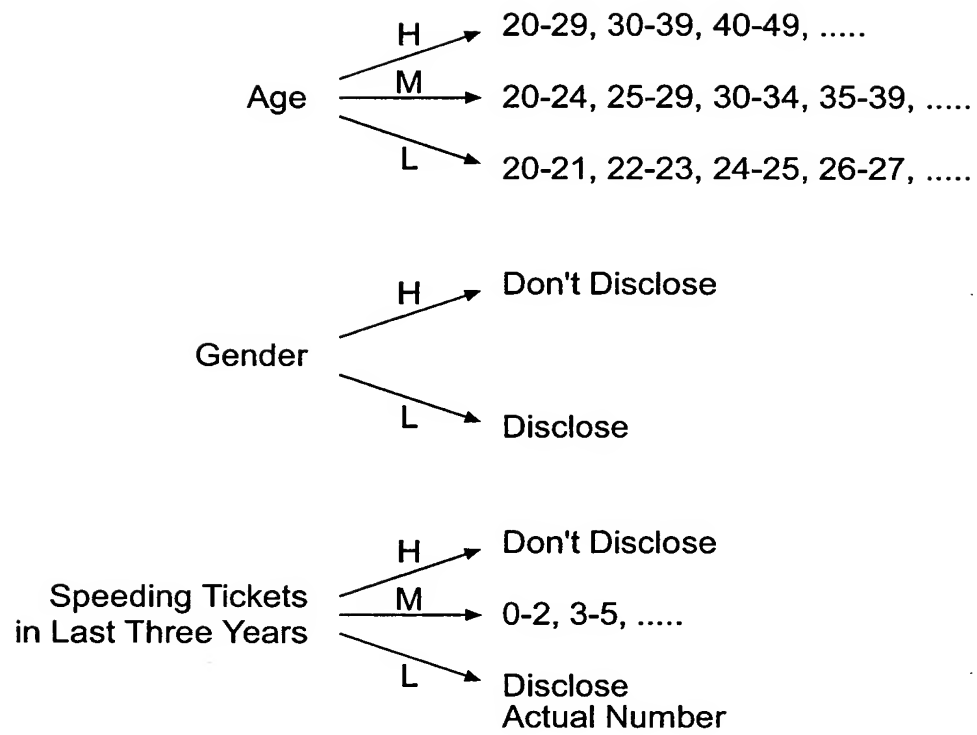 H
20-29, 30-39, 40-49, .....
Age
M
20-24, 25-29, 30-34, 35-39, .....
L
20-21, 22-23, 24-25, 26-27, .....
H
Don't Disclose
Gender
L
Disclose
H
Don't Disclose
Speeding Tickets
in Last Three Years
M
0-2, 3-5, .....
L
Disclose
Actual Number